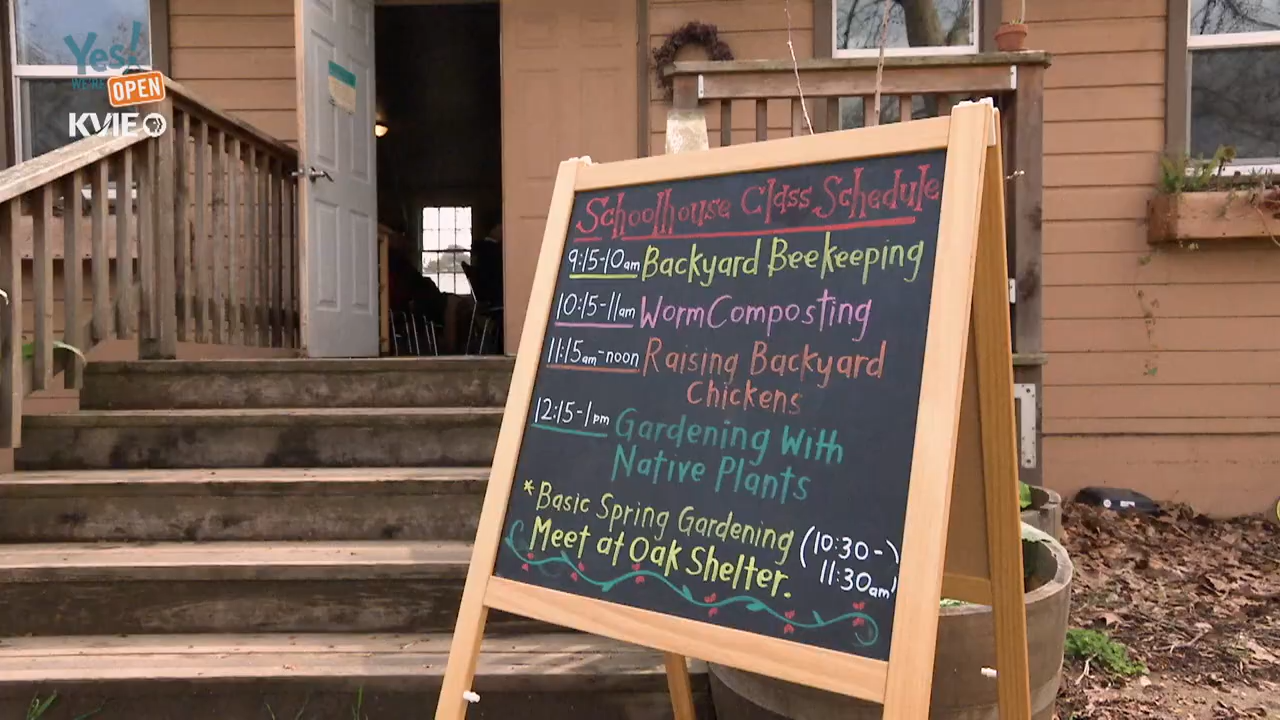 Yes!
WE'RE OPEN
KVIE
Schoolhouse Class Schedule
9:15-10am Backyard Beekeeping
10:15-11am Worm Composting
11:15am-noon Raising Backyard
Chickens
12:15-1pm Gardening With
Native Plants
*Basic Spring Gardening (10:30-
Meet at Oak Shelter. 11:30am)